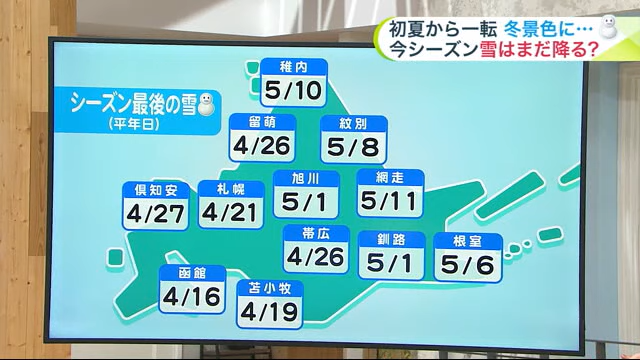 初夏から一転 冬景色に…
今シーズン雪はまだ降る?
シーズン最後の雪
(平年日)
稚内
5/10
留萌
4/26
紋別
5/8
倶知安
4/27
札幌
4/21
旭川
5/1
網走
5/11
帯広
4/26
釧路
5/1
根室
5/6
函館
4/16
苫小牧
4/19